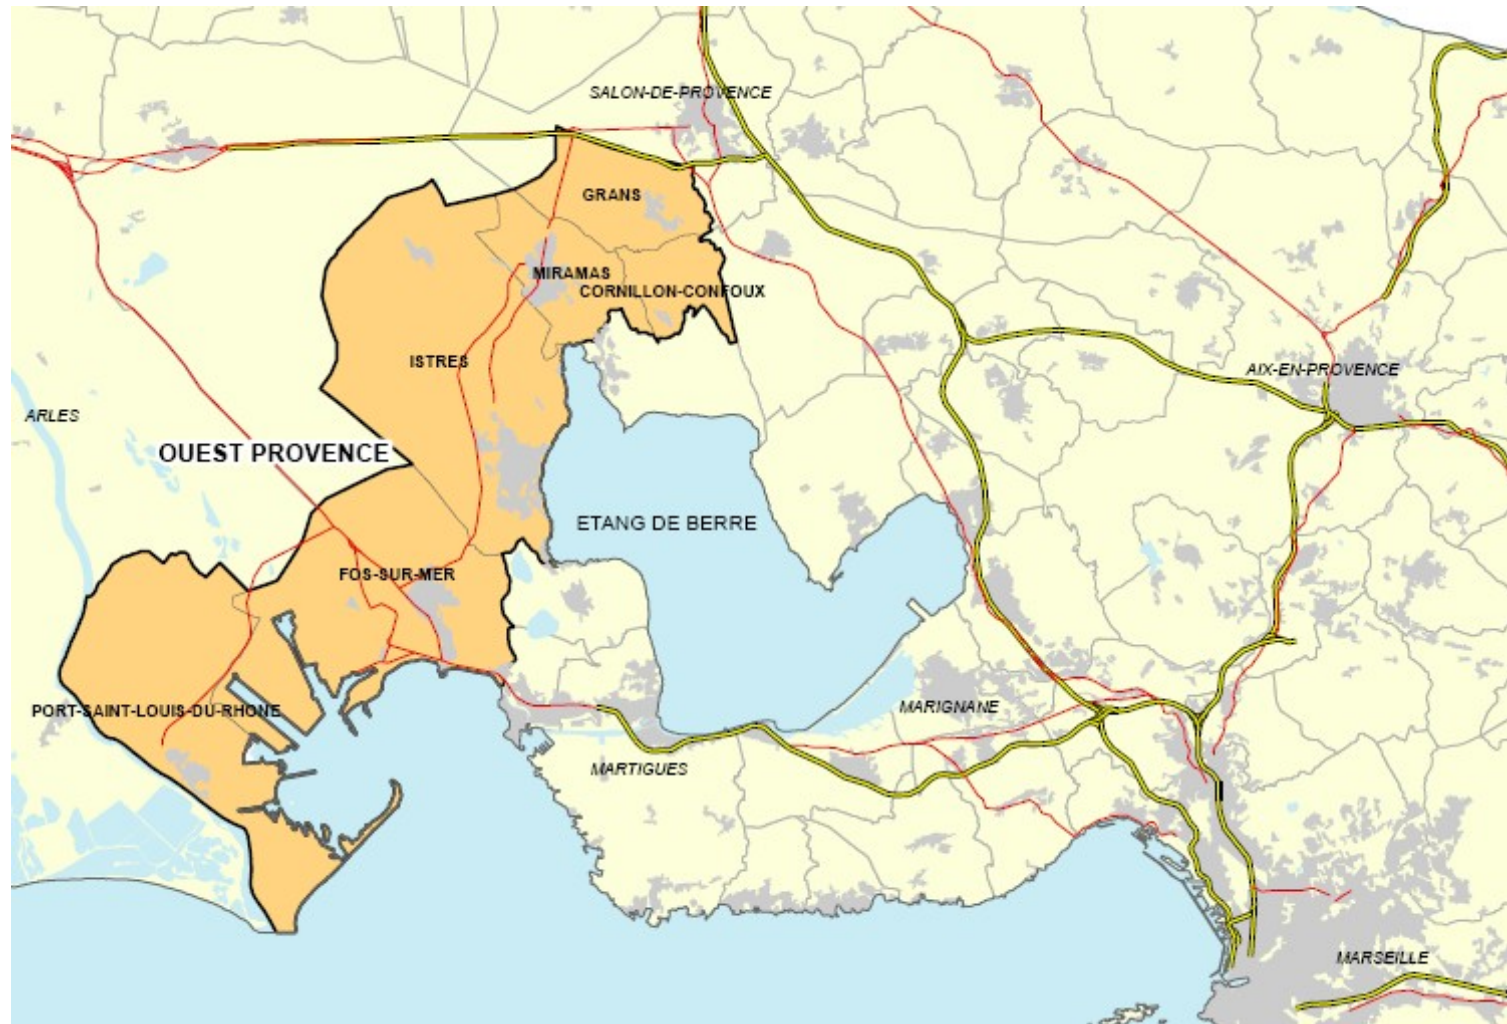 SALON-DE-PROVENCE
GRANS
MIRAMAS
CORNILLON-CONFOUX
ISTRES
AIX-EN-PROVENCE
ARLES
OUEST PROVENCE
ETANG DE BERRE
FOS-SUR-MER
PORT-SAINT-LOUIS-DU-RHONE
MARIGNANE
MARTIGUES
MARSEILLE